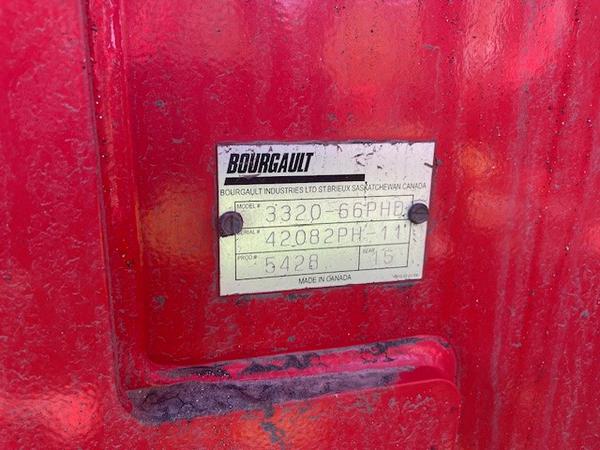 BOURGAULT
BOURGAULT INDUSTRIES LTD ST BRIEUX SASKATCHEWAN CANADA
MODEL # 3320-66PHD
SERIAL # 42082PH-11
PROD # 5428 15
MADE IN CANADA